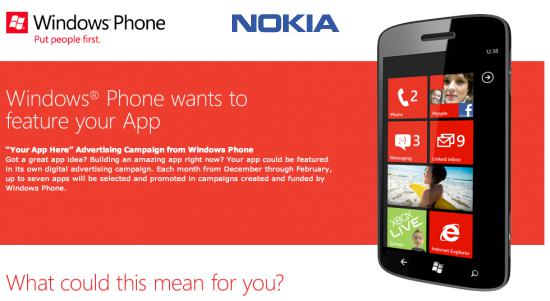 Windows® Phone
Put people first.
NOKIA
Windows® Phone wants to
feature your App
"Your App Here" Advertising Campaign from Windows Phone
Got a great app idea? Building an amazing app right now? Your app could be featured
in its own digital advertising campaign. Each month from December through February,
up to seven apps will be selected and promoted in campaigns created and funded by
Windows Phone.
12:38
2
Phone
People
3
Messaging
9
Linked inbox
XBOX
LIVE
Games
Internet Explorer
What could this mean for you?